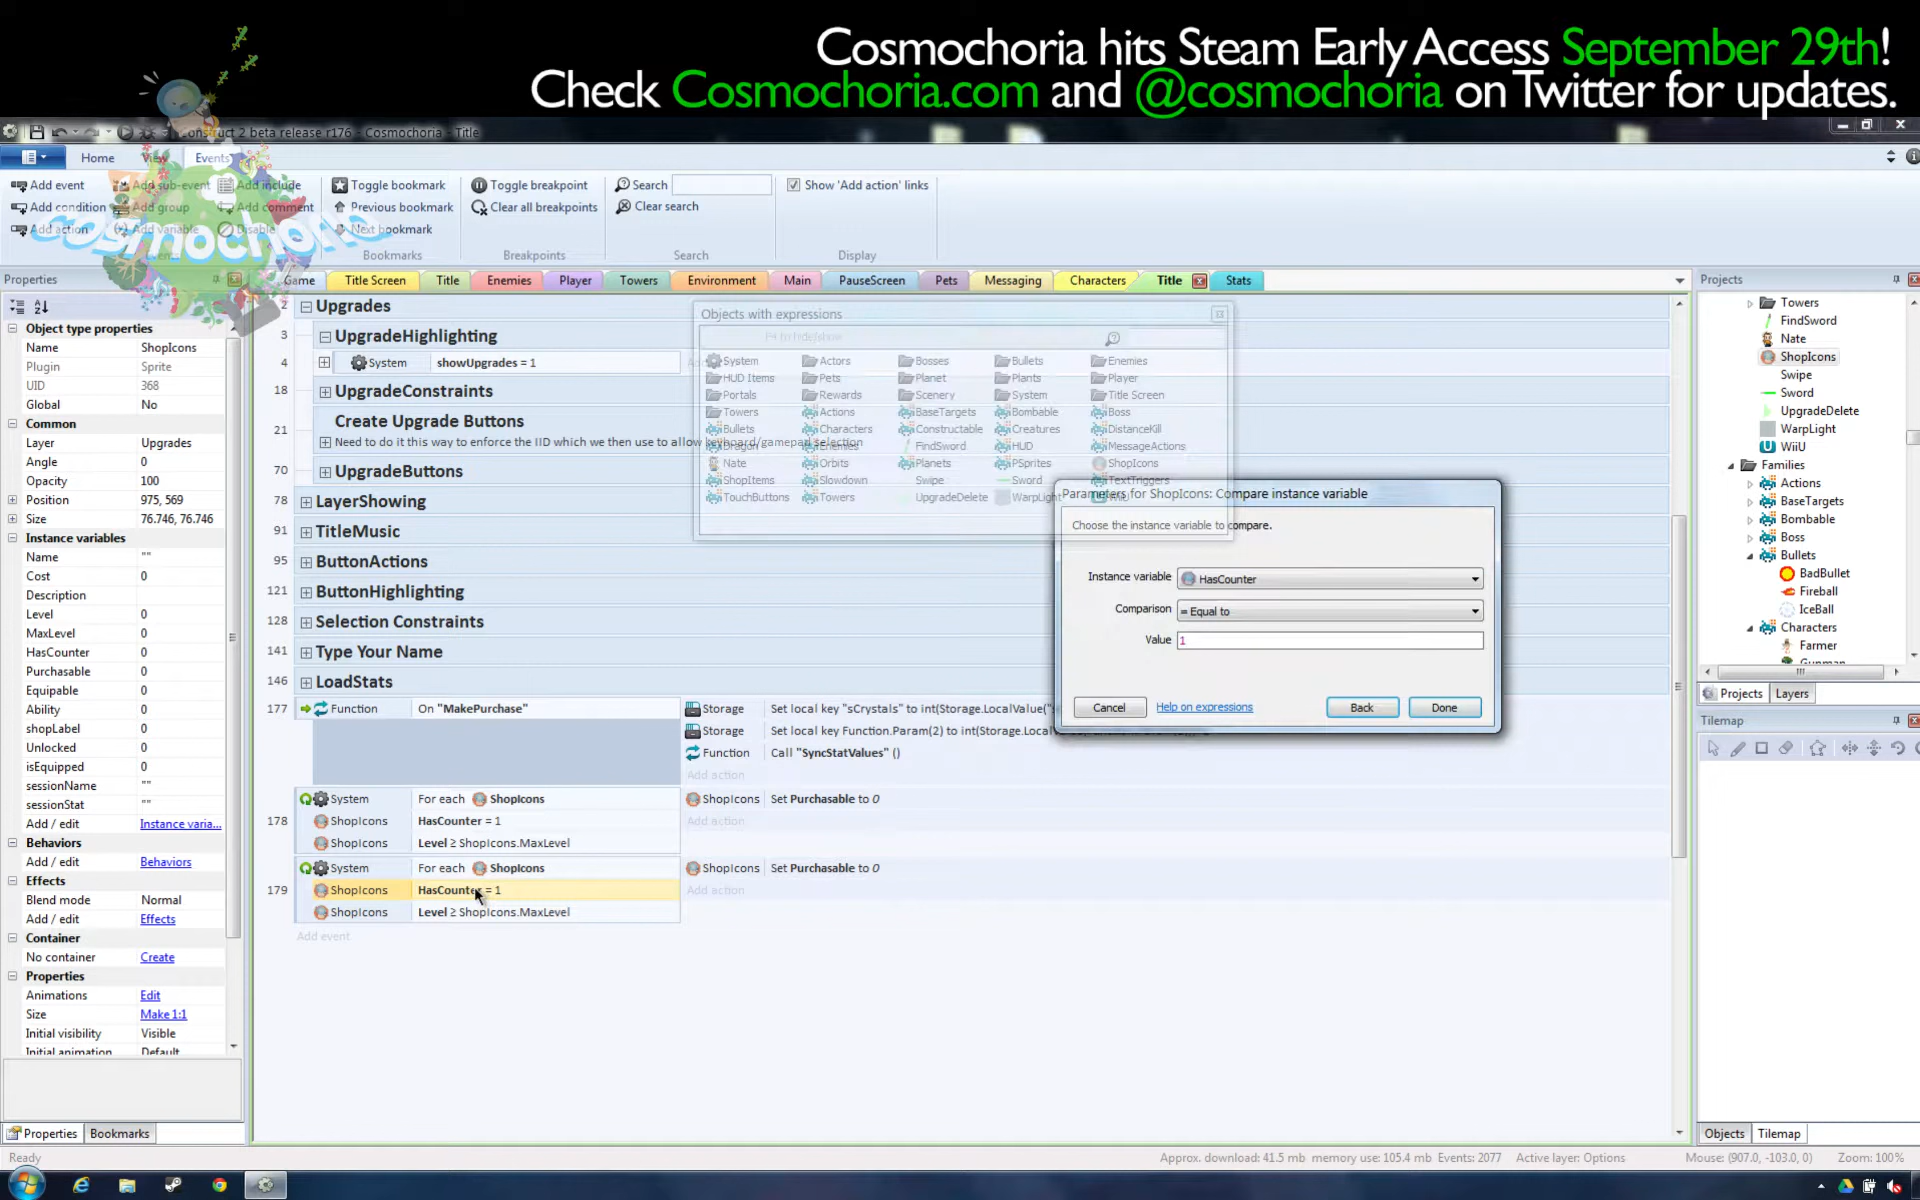 Cosmochoria hits Steam Early Access September 29th!
Check Cosmochoria.com and @cosmochoria on Twitter for updates.
Construct 2 beta release r176 - Cosmochoria - Title
Home View Events
Add event Add sub-event Add include Toggle bookmark Toggle breakpoint Search Show 'Add action' links
Add condition Add group Add comment Previous bookmark Clear all breakpoints Clear search
Add action Add variable Disable Next bookmark
cosmochoria
Bookmarks Breakpoints Search Display
Properties
Game Title Screen Title Enemies Player Towers Environment Main PauseScreen Pets Messaging Characters Title Stats
Projects
Object type properties
Name ShopIcons
Plugin Sprite
UID 368
Global No
Common
Layer Upgrades
Angle 0
Opacity 100
Position 975, 569
Size 76.746, 76.746
Instance variables
Name ""
Cost 0
Description ""
Level 0
MaxLevel 0
HasCounter 0
Purchasable 0
Equipable 0
Ability 0
shopLabel 0
Unlocked 0
isEquipped 0
sessionName ""
sessionStat ""
Add / edit Instance varia...
Behaviors
Add / edit Behaviors
Effects
Blend mode Normal
Add / edit Effects
Container
No container Create
Properties
Animations Edit
Size Make 1:1
Initial visibility Visible
Initial animation Default
Properties Bookmarks
2 Upgrades
3 UpgradeHighlighting
4 System showUpgrades = 1
18 UpgradeConstraints
Create Upgrade Buttons
21 Need to do it this way to enforce the IID which we then use to allow keyboard/gamepad selection
70 UpgradeButtons
78 LayerShowing
91 TitleMusic
95 ButtonActions
121 ButtonHighlighting
128 Selection Constraints
141 Type Your Name
146 LoadStats
177 Function On "MakePurchase" Storage Set local key "sCrystals" to int(Storage.LocalValue("s
Storage Set local key Function.Param(2) to int(Storage.Local
Function Call "SyncStatValues" ()
Add action
System For each ShopIcons ShopIcons Set Purchasable to 0
178 ShopIcons HasCounter = 1 Add action
ShopIcons Level ≥ ShopIcons.MaxLevel
System For each ShopIcons ShopIcons Set Purchasable to 0
179 ShopIcons HasCounter = 1 Add action
ShopIcons Level ≥ ShopIcons.MaxLevel
Add event
Objects with expressions
F4 to hide/show
System Actors Bosses Bullets Enemies
HUD Items Pets Planet Plants Player
Portals Rewards Scenery System Title Screen
Towers Actions BaseTargets Bombable Boss
Bullets Characters Constructable Creatures DistanceKill
Dragon Enemies FindSword HUD MessageActions
Nate Orbits Planets PSprites ShopIcons
ShopItems Slowdown Swipe Sword TextTriggers
TouchButtons Towers UpgradeDelete WarpLight WiiU
Parameters for ShopIcons: Compare instance variable
Choose the instance variable to compare.
Instance variable HasCounter
Comparison = Equal to
Value 1
Cancel Help on expressions Back Done
Towers
FindSword
Nate
ShopIcons
Swipe
Sword
UpgradeDelete
WarpLight
WiiU
Families
Actions
BaseTargets
Bombable
Boss
Bullets
BadBullet
Fireball
IceBall
Characters
Farmer
Gunman
Projects Layers
Tilemap
Objects Tilemap
Ready Approx. download: 41.5 mb memory use: 105.4 mb Events: 2077 Active layer: Options Mouse: (907.0, -103.0, 0) Zoom: 100%